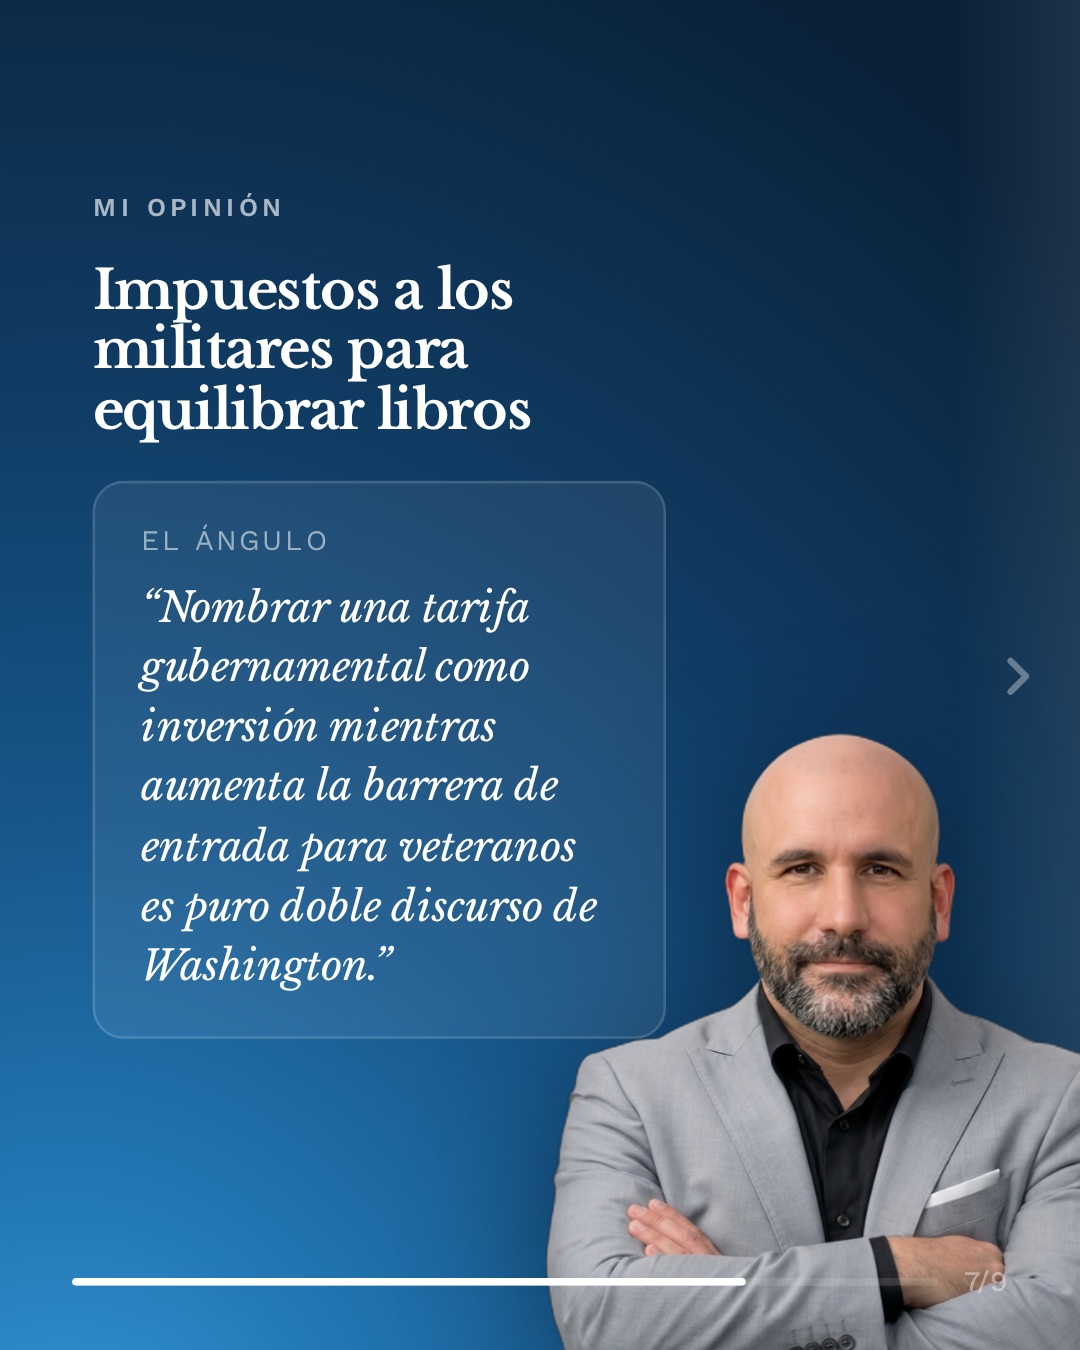 MI OPINIÓN
Impuestos a los
militares para
equilibrar libros
EL ÁNGULO
“Nombrar una tarifa
gubernamental como
inversión mientras
aumenta la barrera de
entrada para veteranos
es puro doble discurso de
Washington.”
7/9